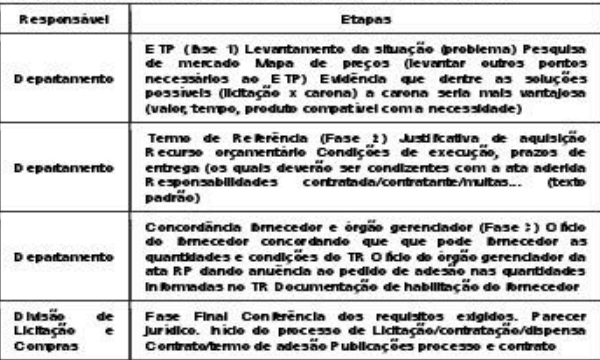 Responsável Etapas
ETP (fase 1) Levantamento da situação (problema) Pesquisa
de mercado Mapa de preços (levantar outros pontos
Departamento necessários ao ETP) Evidência que dentre as soluções
possíveis (licitação x carona) a carona seria mais vantajosa
(valor, tempo, produto compatível com a necessidade)
Termo de Referência (Fase 2) Justificativa de aquisição
Recurso orçamentário Condições de execução, prazos de
Departamento entrega (os quais deverão ser condizentes com a ata aderida
Responsabilidades contratada/contratante/multas... (texto
padrão)
Concordância fornecedor e órgão gerenciador (Fase 3) Ofício
do fornecedor concordando que que pode fornecer as
Departamento quantidades e condições do TR Ofício do órgão gerenciador da
ata RP dando anuência ao pedido de adesão nas quantidades
informadas no TR Documentação de habilitação do fornecedor
Divisão de Fase Final Conferência dos requisitos exigidos. Parecer
Licitação e jurídico. Início do processo de Licitação/contratação/dispensa
Compras Contrato/termo de adesão Publicações processo e contrato